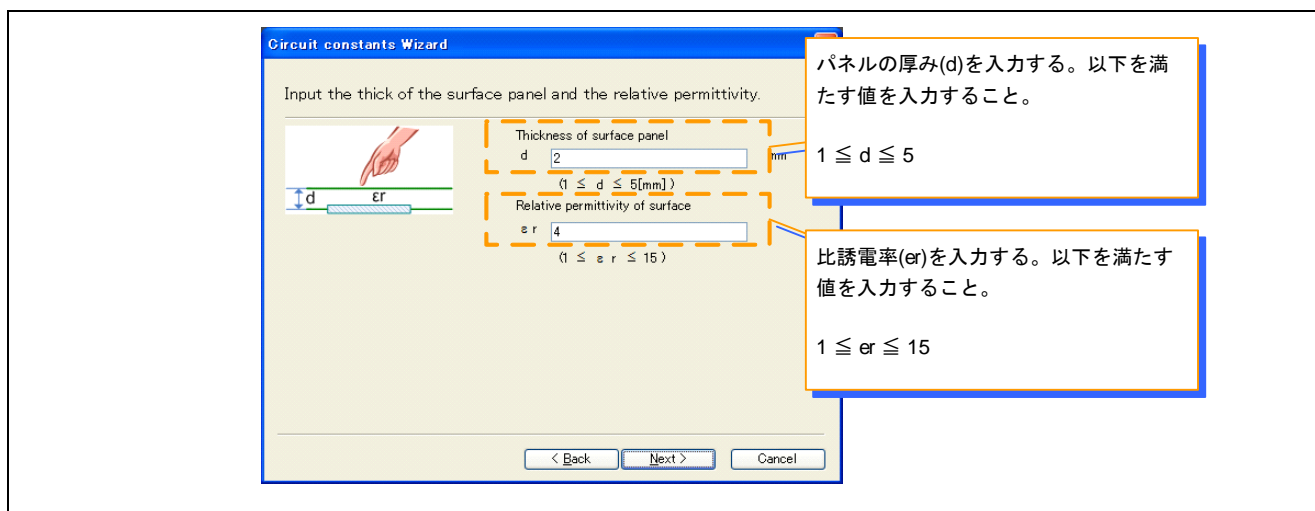 Circuit constants Wizard
Input the thick of the surface panel and the relative permittivity.
Thickness of surface panel
d 2 mm
(1 ≤ d ≤ 5[mm])
d εr
Relative permittivity of surface
ε r 4
(1 ≤ ε r ≤ 15)
< Back Next > Cancel
パネルの厚み(d)を入力する。以下を満
たす値を入力すること。
1 ≦ d ≦ 5
比誘電率(er)を入力する。以下を満たす
値を入力すること。
1 ≦ er ≦ 15